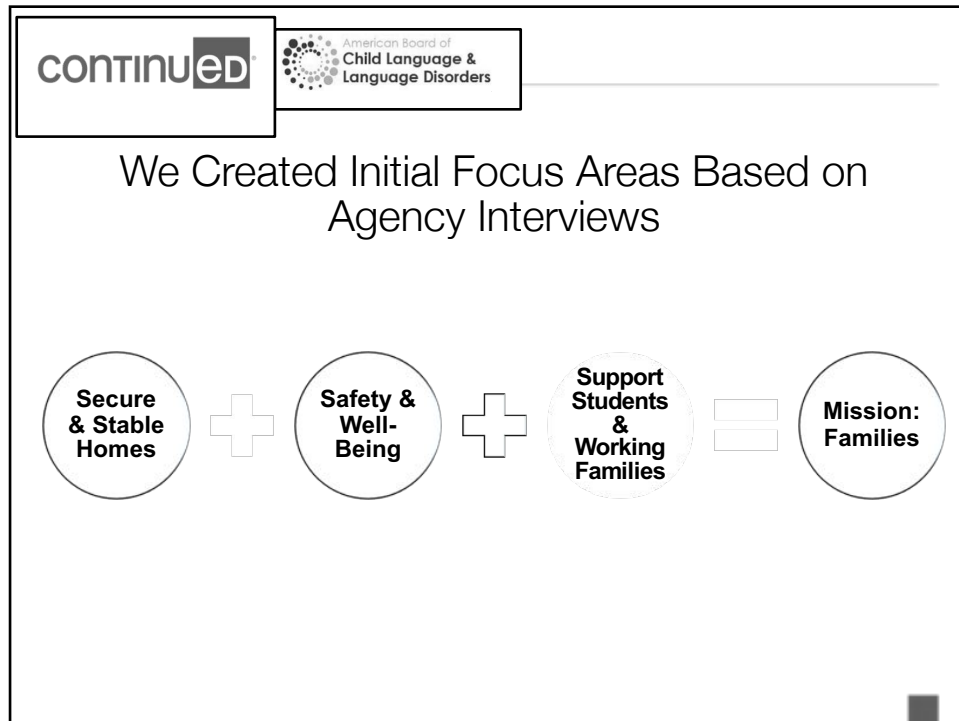 continued
American Board of
Child Language &
Language Disorders
We Created Initial Focus Areas Based on
Agency Interviews
Secure
& Stable
Homes
Safety &
Well-
Being
Support
Students
&
Working
Families
Mission:
Families